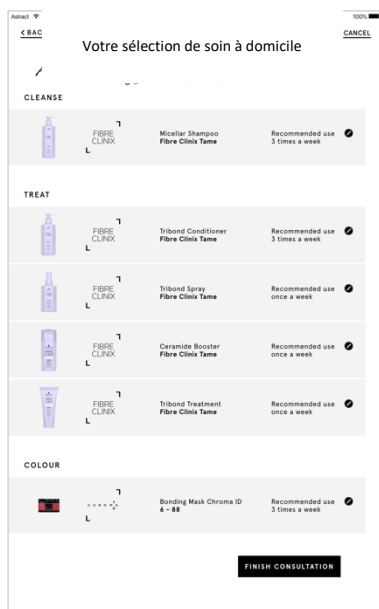 Astract 100%
< BAC CANCEL
Votre sélection de soin à domicile
CLEANSE
FIBRE
CLINIX
Micellar Shampoo
Fibre Clinix Tame
Recommended use
3 times a week
TREAT
FIBRE
CLINIX
Tribond Conditioner
Fibre Clinix Tame
Recommended use
3 times a week
FIBRE
CLINIX
Tribond Spray
Fibre Clinix Tame
Recommended use
once a week
FIBRE
CLINIX
Ceramide Booster
Fibre Clinix Tame
Recommended use
once a week
FIBRE
CLINIX
Tribond Treatment
Fibre Clinix Tame
Recommended use
once a week
COLOUR
Bonding Mask Chroma ID
6 - 88
Recommended use
3 times a week
FINISH CONSULTATION